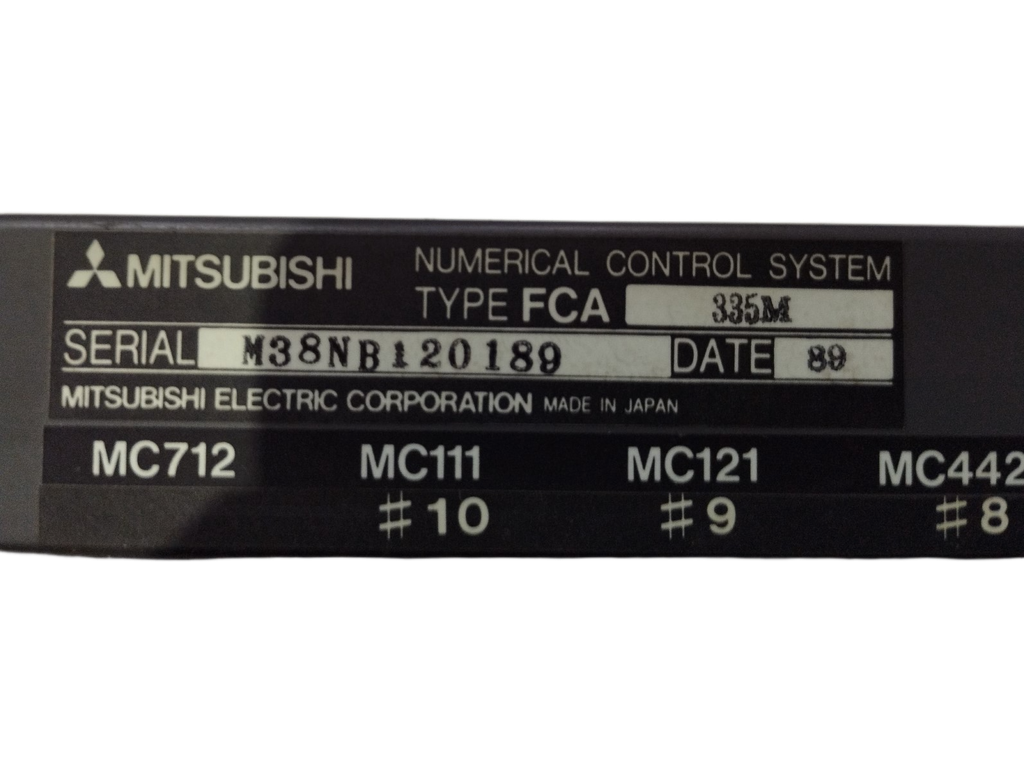 MITSUBISHI NUMERICAL CONTROL SYSTEM
TYPE FCA 335M
SERIAL M38NB120189 DATE 89
MITSUBISHI ELECTRIC CORPORATION MADE IN JAPAN
MC712 MC111 MC121 MC442
#10 #9 #8